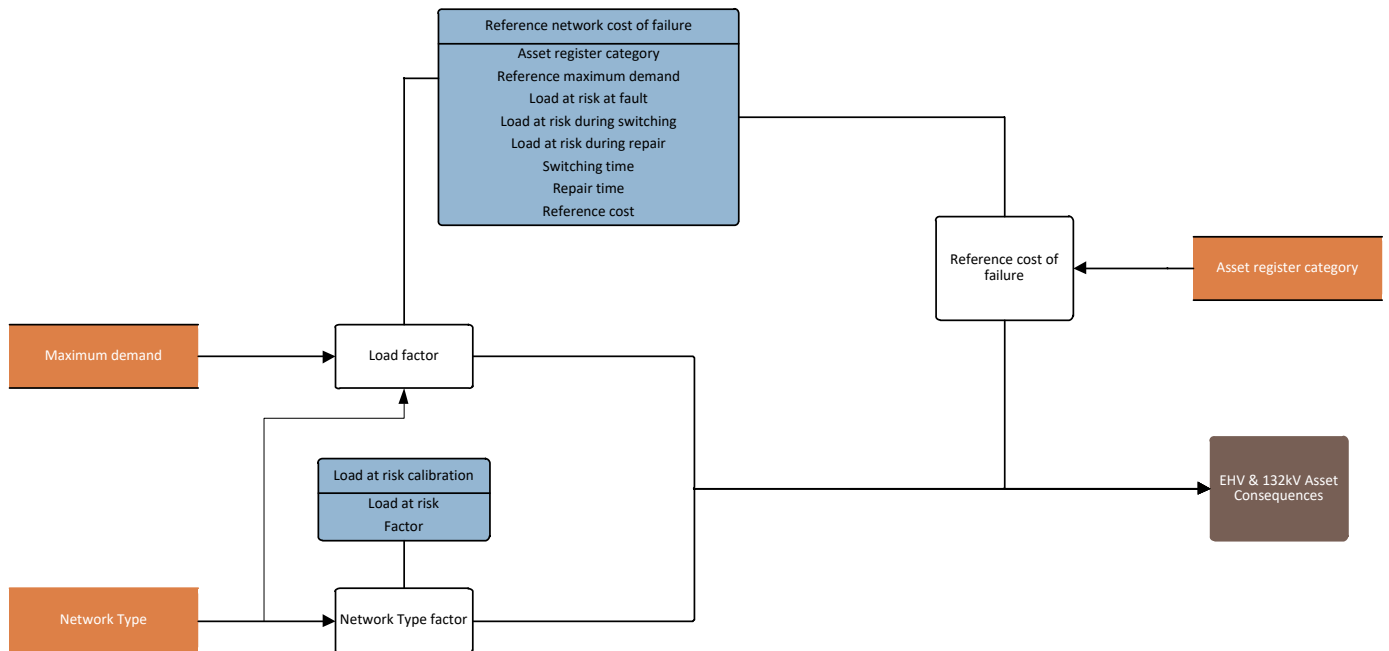 Reference network cost of failure
Asset register category
Reference maximum demand
Load at risk at fault
Load at risk during switching
Load at risk during repair
Switching time
Repair time
Reference cost
Reference cost of
failure
Asset register category
Maximum demand
Load factor
Load at risk calibration
Load at risk
Factor
EHV & 132kV Asset
Consequences
Network Type
Network Type factor